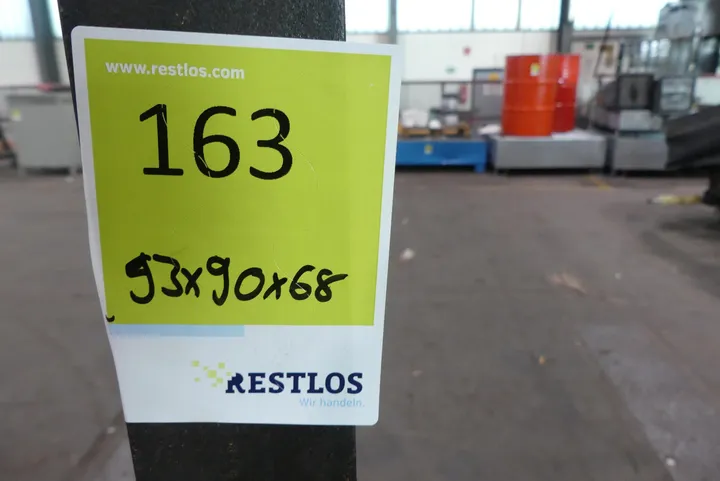 www.restlos.com
163
93x90x68
RESTLOS
Wir handeln.